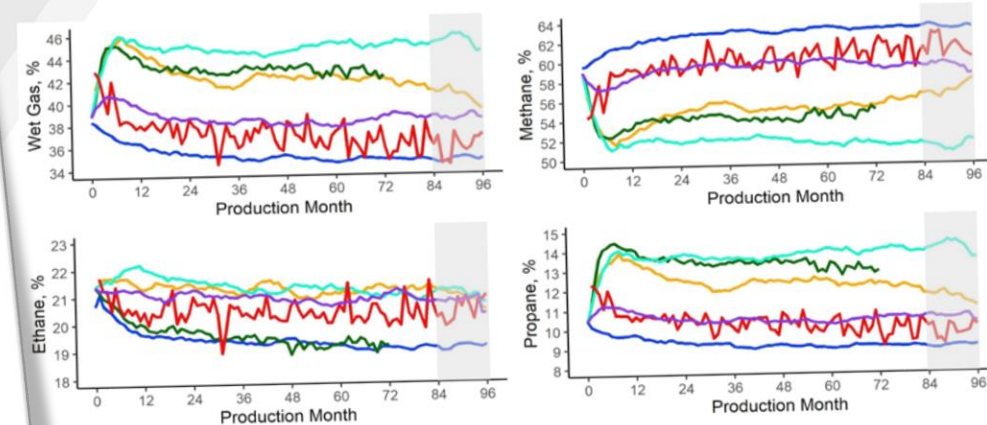 Wet Gas, %
46
44
42
40
38
36
34
0 12 24 36 48 60 72 84 96
Production Month
Methane, %
64
62
60
58
56
54
52
50
0 12 24 36 48 60 72 84 96
Production Month
Ethane, %
23
22
21
20
19
18
0 12 24 36 48 60 72 84 96
Production Month
Propane, %
15
14
13
12
11
10
9
8
0 12 24 36 48 60 72 84 96
Production Month